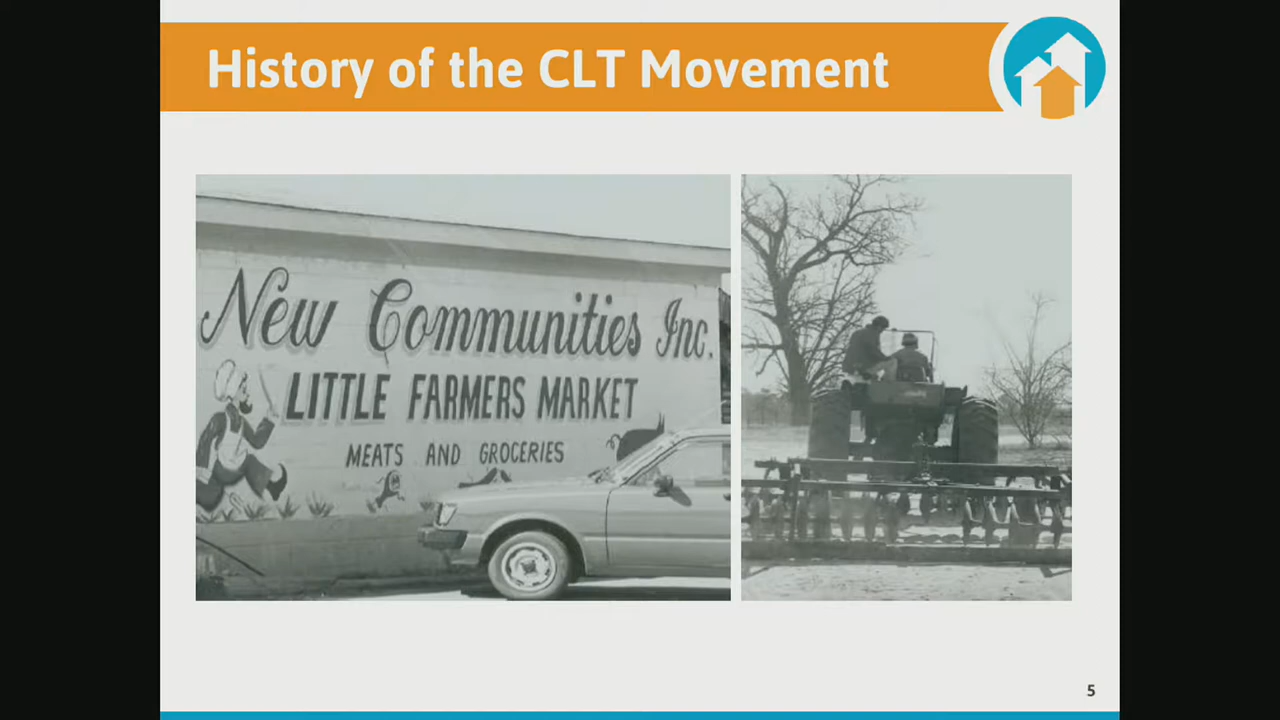 History of the CLT Movement
New Communities Inc.
LITTLE FARMERS MARKET
MEATS AND GROCERIES
5